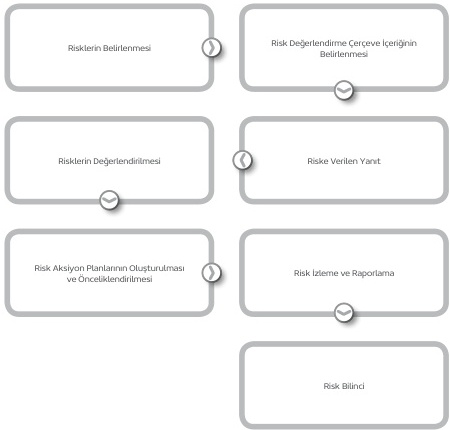 Risklerin Belirlenmesi
Risk Değerlendirme Çerçeve İçeriğinin
Belirlenmesi
Riske Verilen Yanıt
Risklerin Değerlendirilmesi
Risk Aksiyon Planlarının Oluşturulması
ve Önceliklendirilmesi
Risk İzleme ve Raporlama
Risk Bilinci